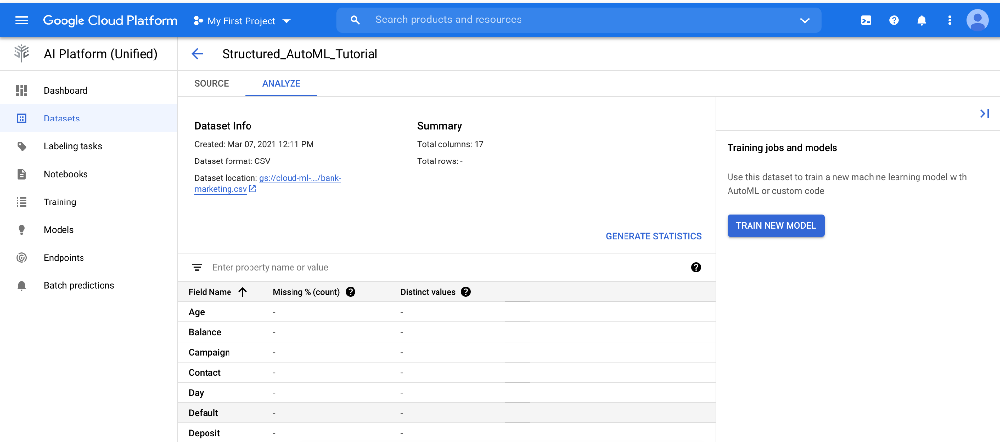 Google Cloud Platform
My First Project
Search products and resources
AI Platform (Unified)
Structured_AutoML_Tutorial
SOURCE
ANALYZE
Dashboard
Datasets
Labeling tasks
Notebooks
Training
Models
Endpoints
Batch predictions
Dataset Info
Created: Mar 07, 2021 12:11 PM
Dataset format: CSV
Dataset location: gs://cloud-ml-.../bank-
marketing.csv
Summary
Total columns: 17
Total rows: -
GENERATE STATISTICS
Enter property name or value
Field Name Missing % (count) Distinct values
Age - -
Balance - -
Campaign - -
Contact - -
Day - -
Default - -
Deposit - -
Training jobs and models
Use this dataset to train a new machine learning model with
AutoML or custom code
TRAIN NEW MODEL